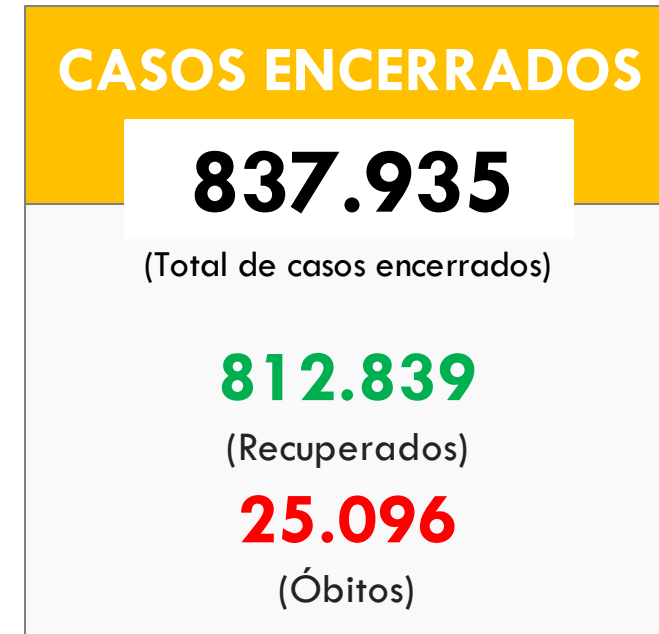 CASOS ENCERRADOS
837.935
(Total de casos encerrados)
812.839
(Recuperados)
25.096
(Óbitos)